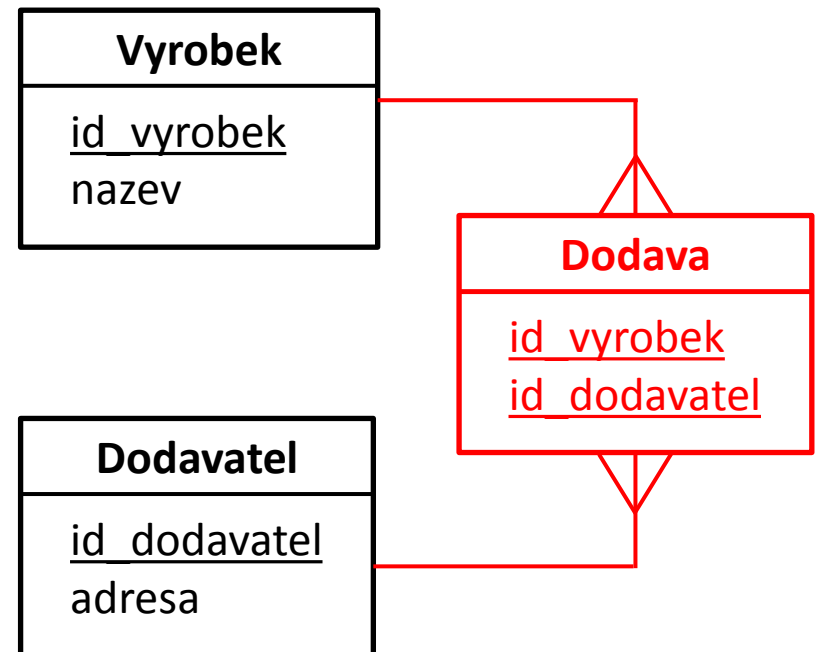 Vyrobek
id_vyrobek
nazev
Dodava
id_vyrobek
id_dodavatel
Dodavatel
id_dodavatel
adresa